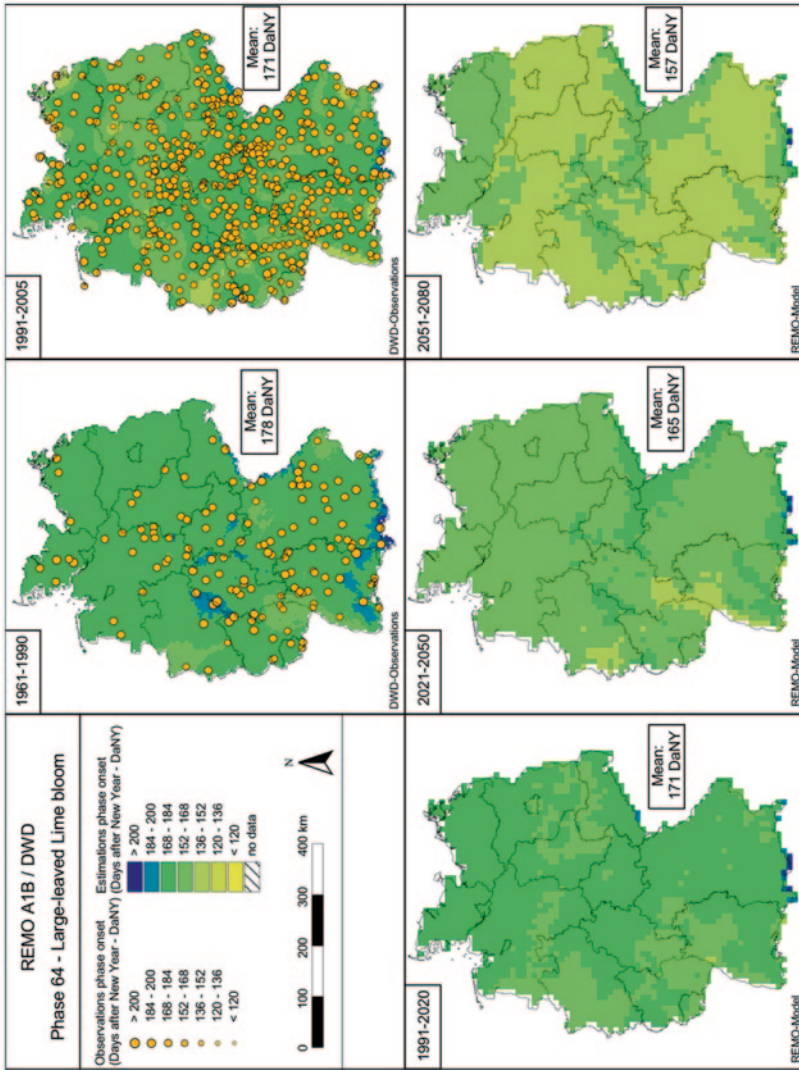 REMO A1B / DWD
Phase 64 - Large-leaved Lime bloom
Observations phase onset
(Days after New Year - DaNY)
> 200
184 - 200
168 - 184
152 - 168
136 - 152
120 - 136
< 120
Estimations phase onset
(Days after New Year - DaNY)
> 200
184 - 200
168 - 184
152 - 168
136 - 152
120 - 136
< 120
no data
0 100 200 300 400 km
N
1961-1990
Mean:
178 DaNY
DWD-Observations
1991-2005
Mean:
171 DaNY
DWD-Observations
1991-2020
Mean:
171 DaNY
REMO-Model
2021-2050
Mean:
165 DaNY
REMO-Model
2051-2080
Mean:
157 DaNY
REMO-Model